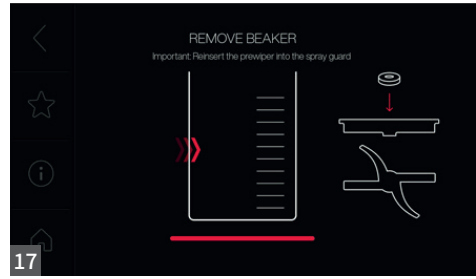 REMOVE BEAKER
Important: Reinsert the prewiper into the spray guard
17